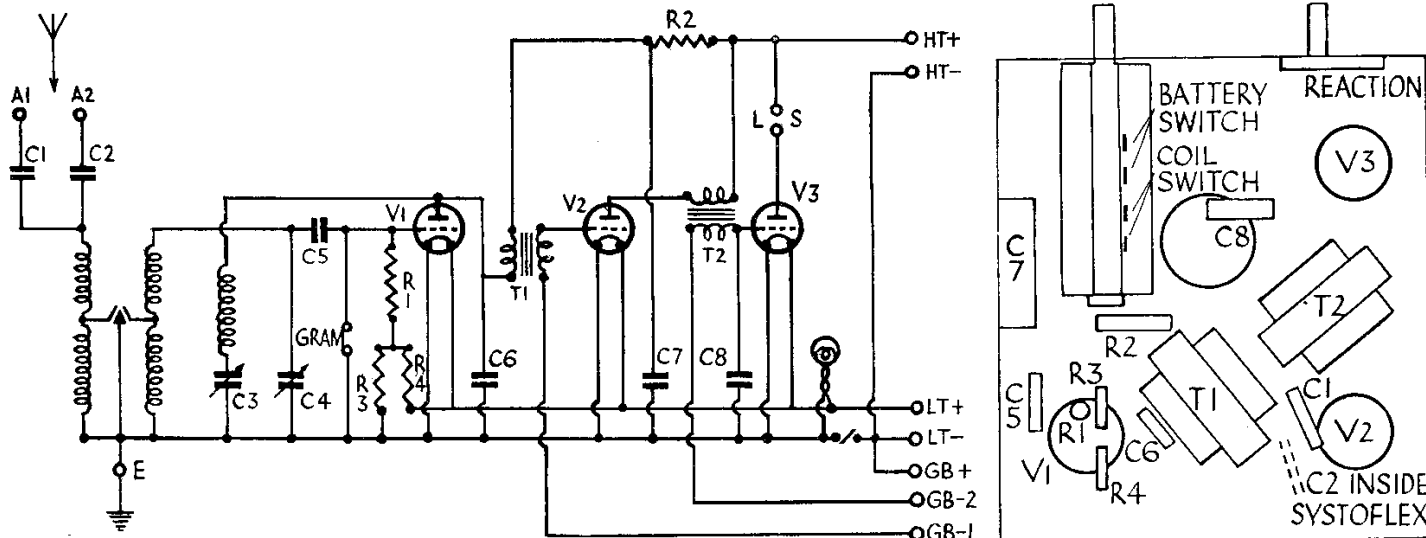 A1
A2
C1
C2
E
C3
C4
C5
GRAM
V1
R1
R3
R4
C6
T1
V2
R2
T2
C7
C8
L S
V3
HT+
HT-
LT+
LT-
GB+
GB-2
GB-1
REACTION
BATTERY
SWITCH
COIL
SWITCH
V3
C8
C7
T2
R2
C5
R3
R1
V1
R4
C6
T1
C1
V2
C2 INSIDE
SYSTOFLEX